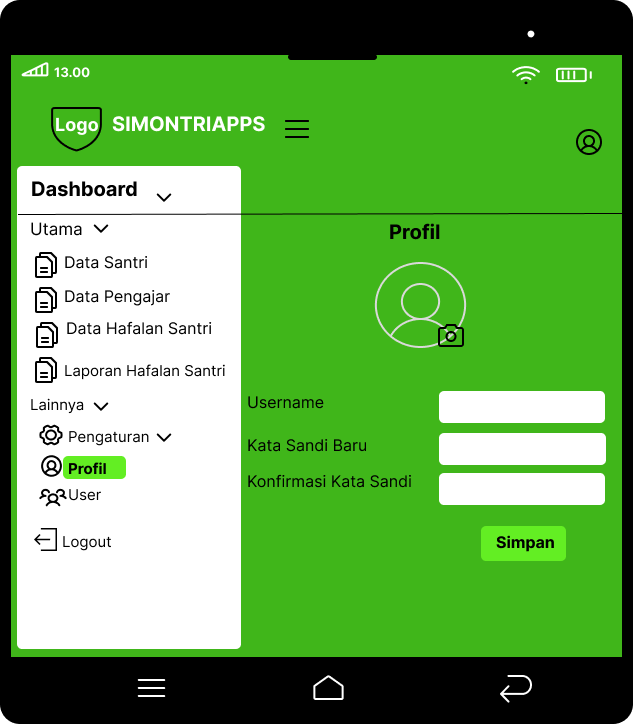 13.00
Logo SIMONTRIAPPS
Dashboard
Utama
Data Santri
Data Pengajar
Data Hafalan Santri
Laporan Hafalan Santri
Lainnya
Pengaturan
Profil
User
Logout
Profil
Username
Kata Sandi Baru
Konfirmasi Kata Sandi
Simpan